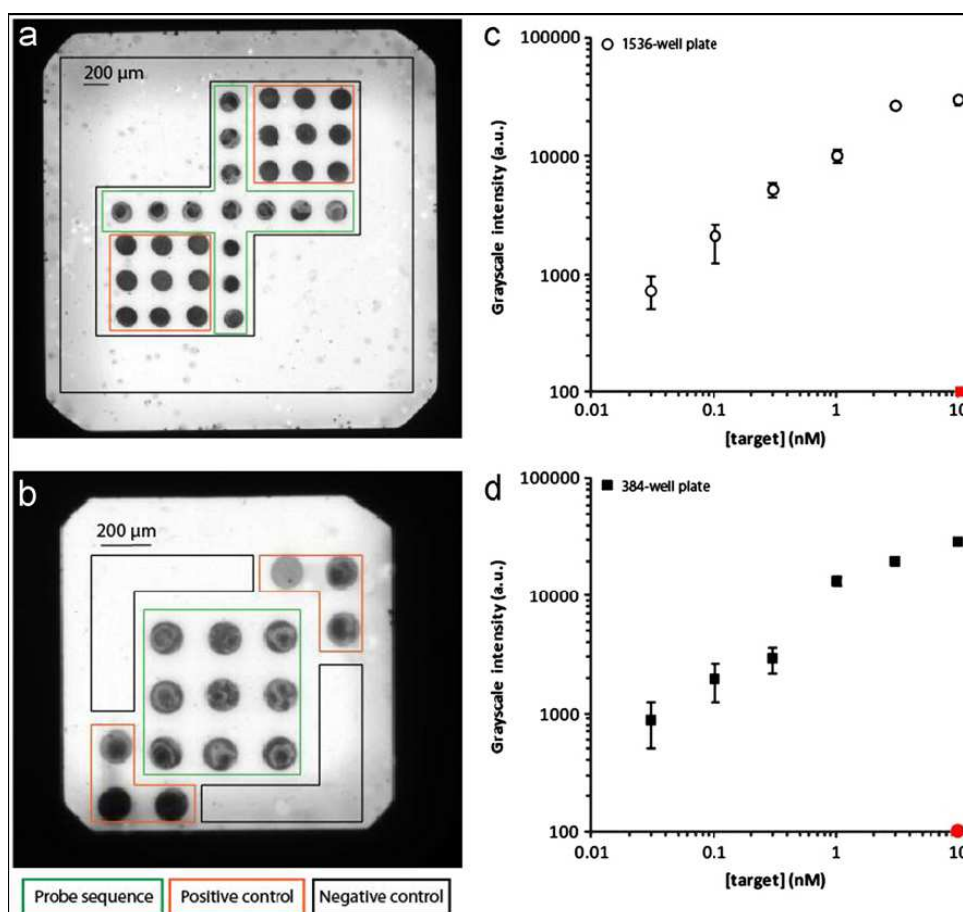 a
200 µm
b
200 µm
Probe sequence
Positive control
Negative control
c
1536-well plate
Grayscale intensity (a.u.)
100000
10000
1000
100
0.01
0.1
1
10
[target] (nM)
d
384-well plate
Grayscale intensity (a.u.)
100000
10000
1000
100
0.01
0.1
1
10
[target] (nM)